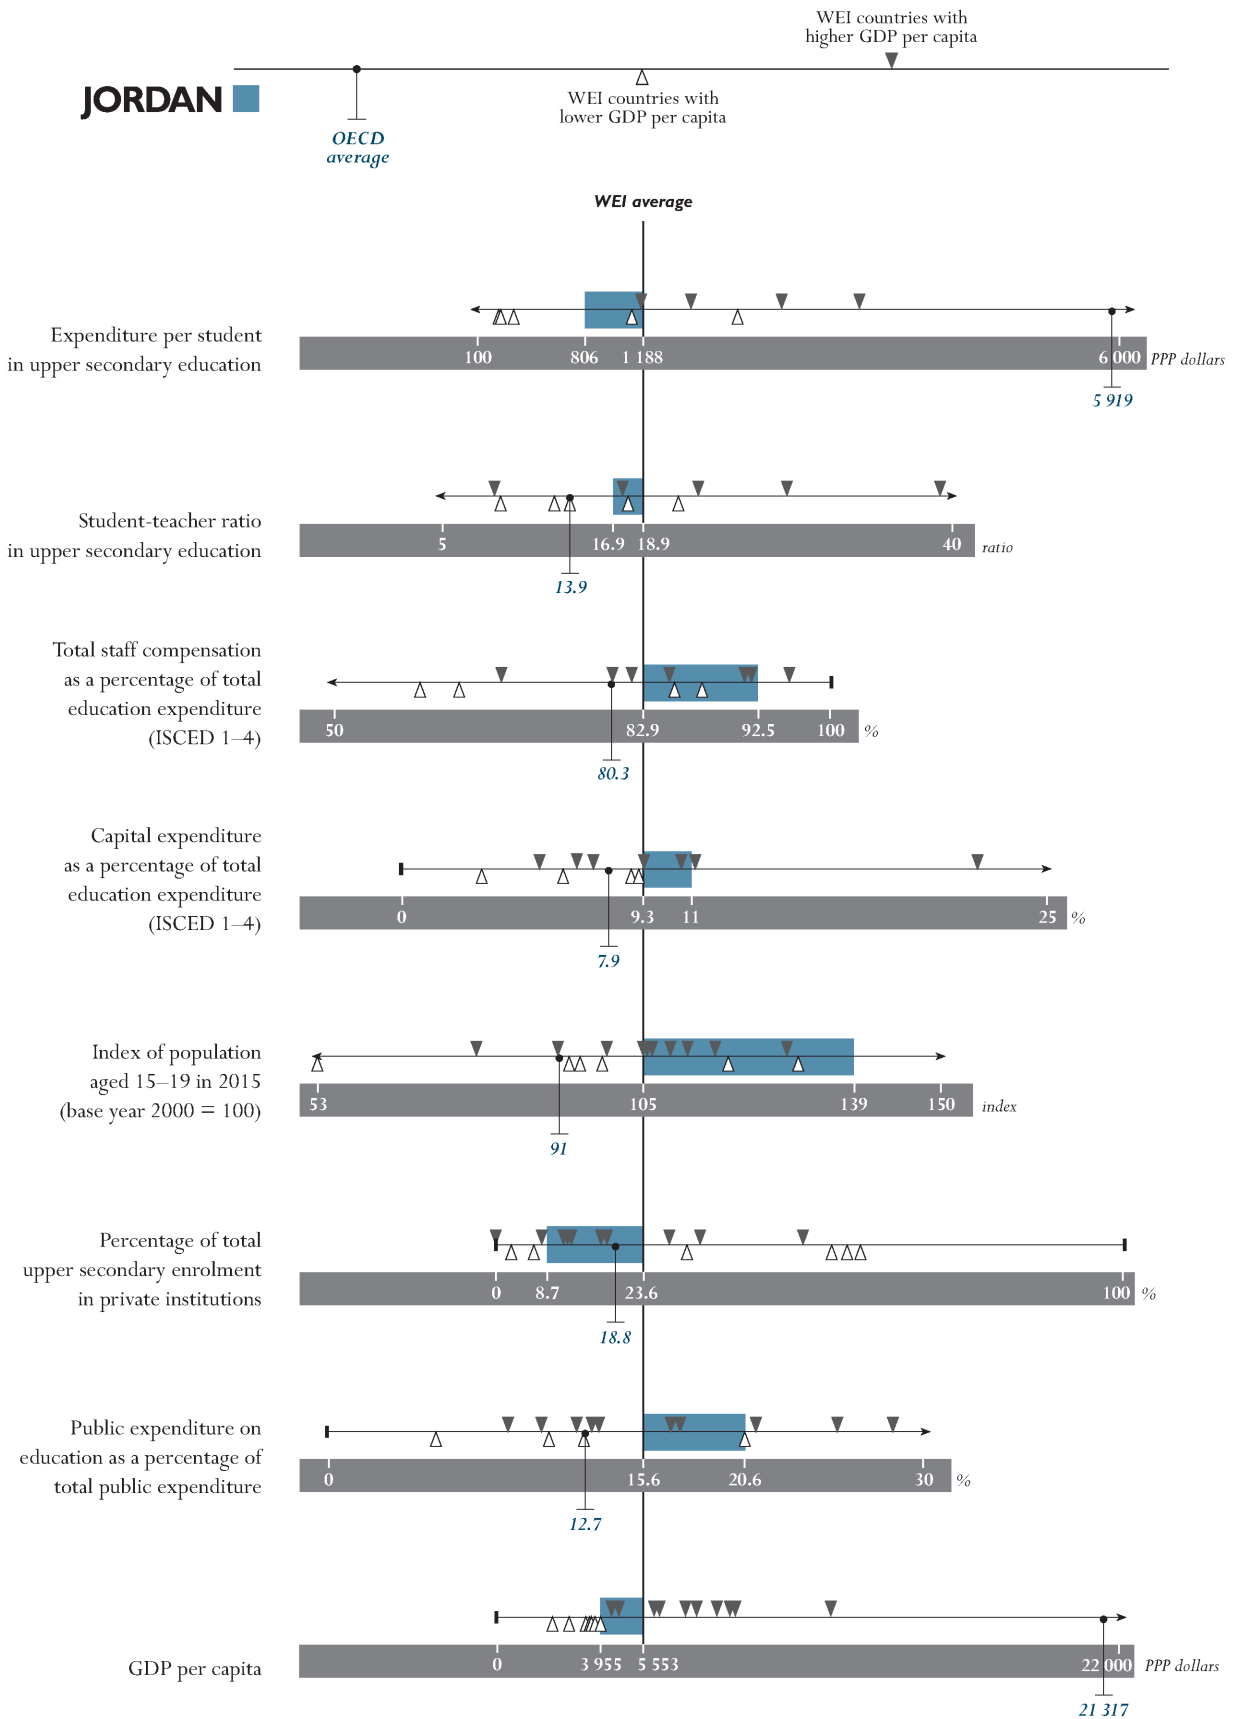 WEI countries with
higher GDP per capita
JORDAN
WEI countries with
lower GDP per capita
OECD
average
WEI average
Expenditure per student
in upper secondary education
100 806 1 188 6 000 PPP dollars
5 919
Student-teacher ratio
in upper secondary education
5 16.9 18.9 40 ratio
13.9
Total staff compensation
as a percentage of total
education expenditure
(ISCED 1–4)
50 82.9 92.5 100 %
80.3
Capital expenditure
as a percentage of total
education expenditure
(ISCED 1–4)
0 9.3 11 25 %
7.9
Index of population
aged 15–19 in 2015
(base year 2000 = 100)
53 105 139 150 index
91
Percentage of total
upper secondary enrolment
in private institutions
0 8.7 23.6 100 %
18.8
Public expenditure on
education as a percentage of
total public expenditure
0 15.6 20.6 30 %
12.7
GDP per capita
0 3 955 5 553 22 000 PPP dollars
21 317